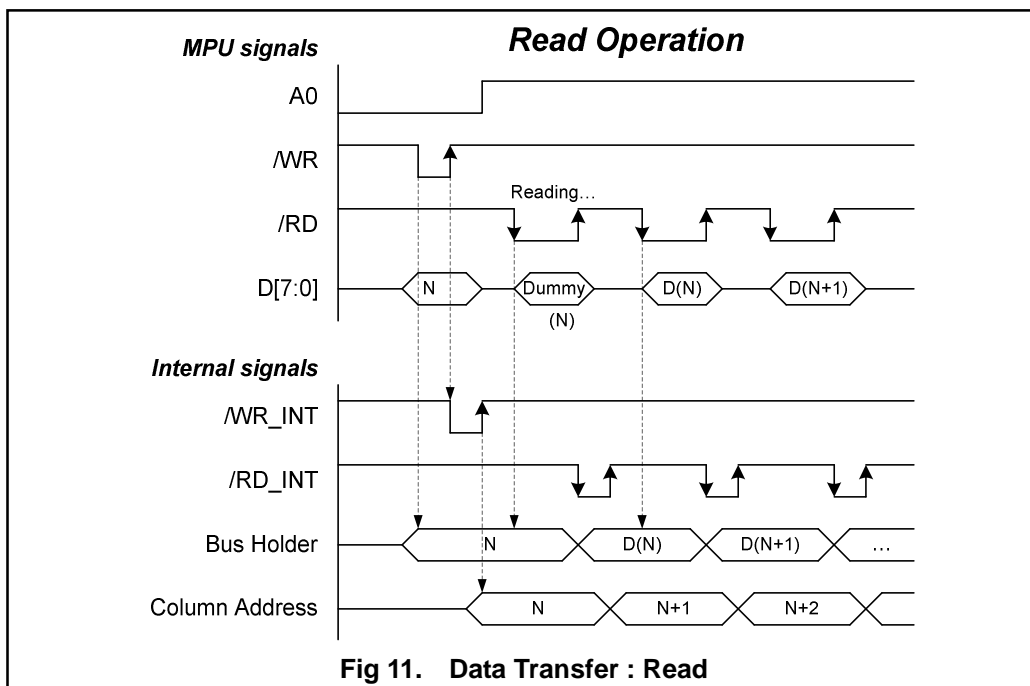 Read Operation
MPU signals
A0
/WR
Reading…
/RD
D[7:0] N Dummy D(N) D(N+1)
(N)
Internal signals
/WR_INT
/RD_INT
Bus Holder N D(N) D(N+1) …
Column Address N N+1 N+2
Fig 11. Data Transfer : Read